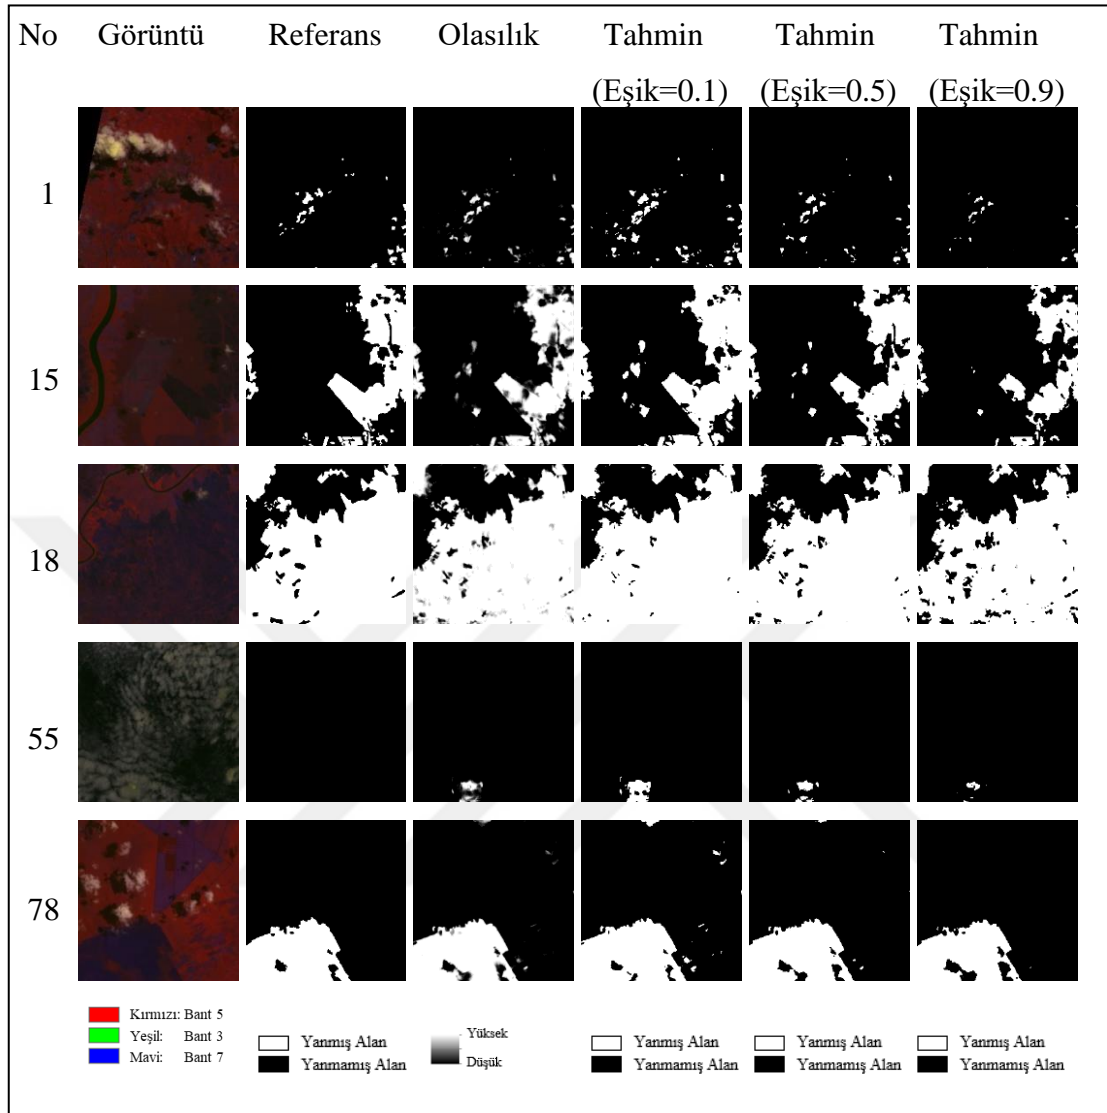 No Görüntü Referans Olasılık Tahmin Tahmin Tahmin
(Eşik=0.1) (Eşik=0.5) (Eşik=0.9)
1
15
18
55
78
Kırmızı: Bant 5
Yeşil: Bant 3
Mavi: Bant 7
Yanmış Alan
Yanmamış Alan
Yüksek
Düşük
Yanmış Alan
Yanmamış Alan
Yanmış Alan
Yanmamış Alan
Yanmış Alan
Yanmamış Alan